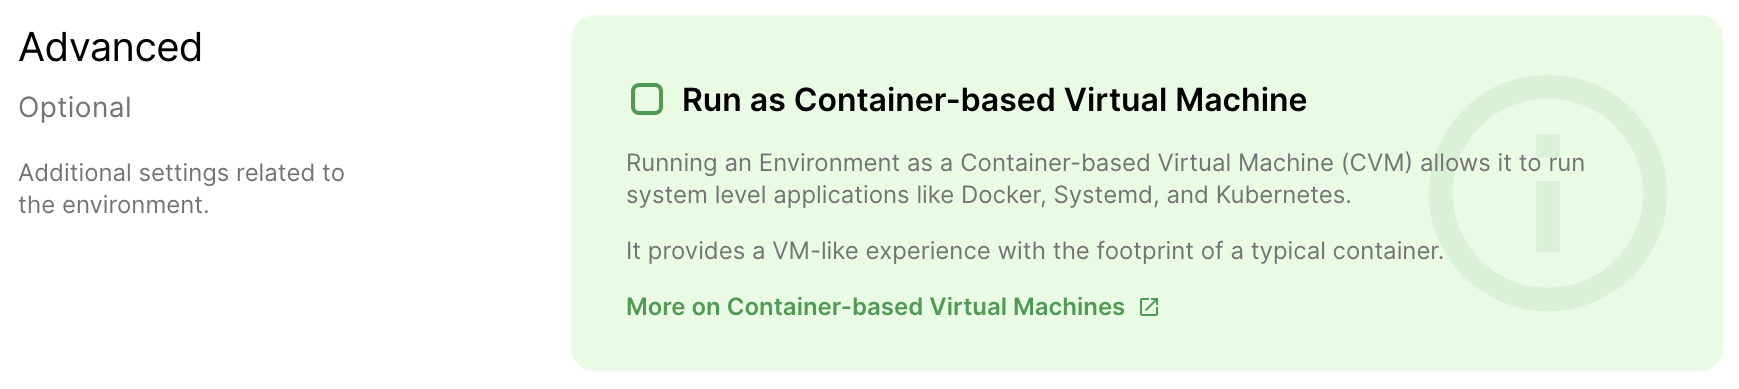 Advanced
Optional
Additional settings related to
the environment.
Run as Container-based Virtual Machine
Running an Environment as a Container-based Virtual Machine (CVM) allows it to run
system level applications like Docker, Systemd, and Kubernetes.
It provides a VM-like experience with the footprint of a typical container.
More on Container-based Virtual Machines